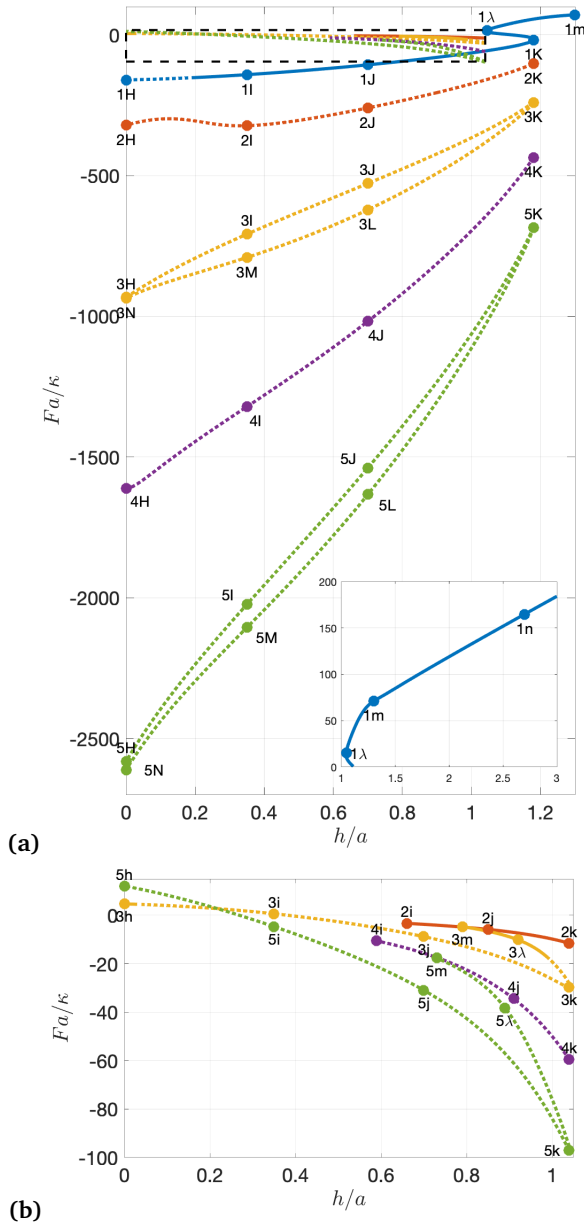 0
-500
-1000
-1500
-2000
-2500
Fa/κ
1λ
1m
1H
1I
1J
1K
2K
2H
2I
2J
3K
3J
4K
3I
3L
3M
5K
3H
3N
4J
4I
5J
4H
5L
5I
5M
5H
5N
200
150
100
50
0
1n
1m
1λ
1
1.5
2
2.5
3
0
0.2
0.4
0.6
0.8
1
1.2
h/a
(a)
5h
3h
3i
5i
2i
2j
2k
4i
3m
3λ
3j
5m
5j
4j
3k
5λ
4k
5k
0
-20
-40
-60
-80
-100
Fa/κ
0
0.2
0.4
0.6
0.8
1
h/a
(b)